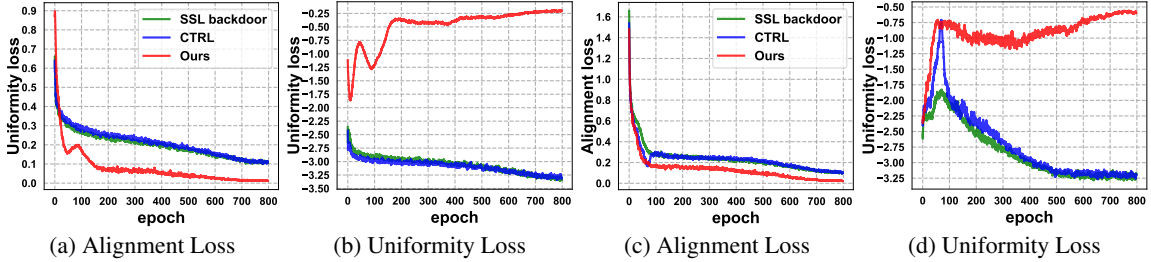 0.9
0.8
0.7
0.6
0.5
0.4
0.3
0.2
0.1
0.0
Uniformity loss
SSL backdoor
CTRL
Ours
0 100 200 300 400 500 600 700 800
epoch
(a) Alignment Loss
−0.25
−0.50
−0.75
−1.00
−1.25
−1.50
−1.75
−2.00
−2.25
−2.50
−2.75
−3.00
−3.25
−3.50
Uniformity loss
0 100 200 300 400 500 600 700 800
epoch
(b) Uniformity Loss
1.6
1.4
1.2
1.0
0.8
0.6
0.4
0.2
0.0
Alignment loss
SSL backdoor
CTRL
Ours
0 100 200 300 400 500 600 700 800
epoch
(c) Alignment Loss
−0.50
−0.75
−1.00
−1.25
−1.50
−1.75
−2.00
−2.25
−2.50
−2.75
−3.00
−3.25
Uniformity loss
0 100 200 300 400 500 600 700 800
epoch
(d) Uniformity Loss